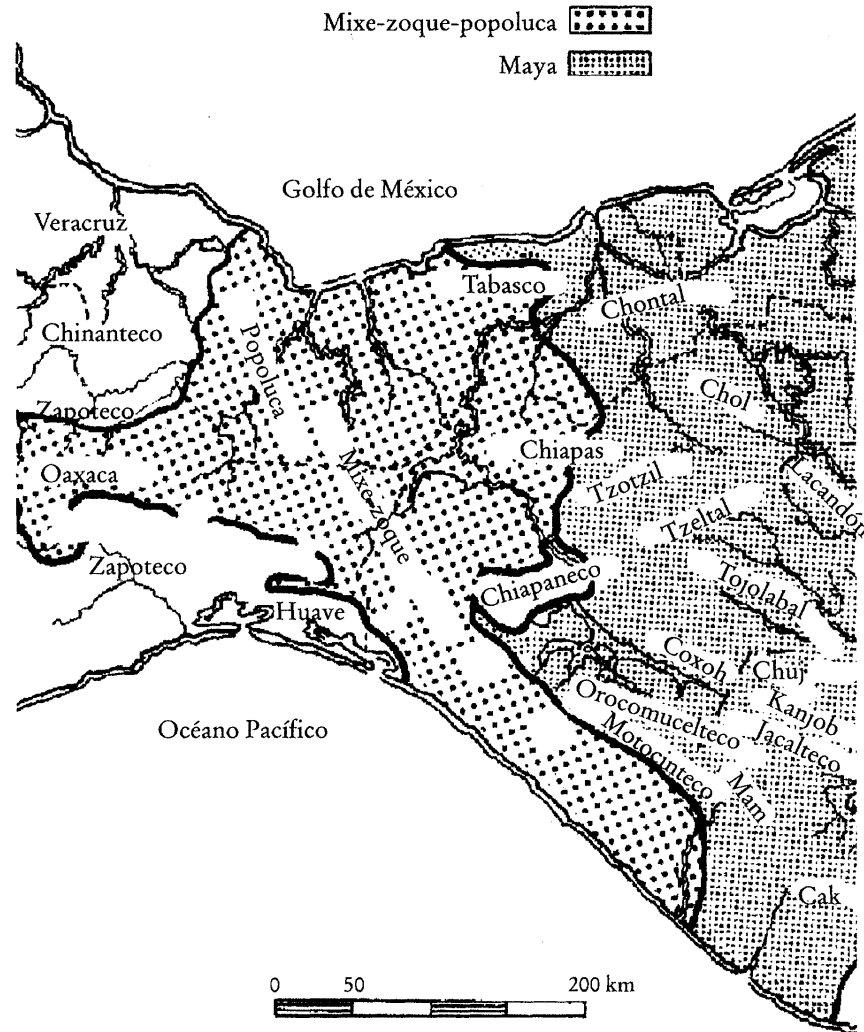 Mixe-zoque-popoluca
Maya
Golfo de México
Veracruz
Tabasco
Chontal
Chinanteco
Popoluca
Chol
Zapoteco
Chiapas
Oaxaca
Mixe-zoque
Tzotzil
Lacandón
Tzeltal
Zapoteco
Chiapaneco
Tojolabal
Huave
Coxoh
Chuj
Orocomucelteco
Kanjob
Océano Pacífico
Motocinteco
Jacalteco
Mam
Cak
0 50 200 km